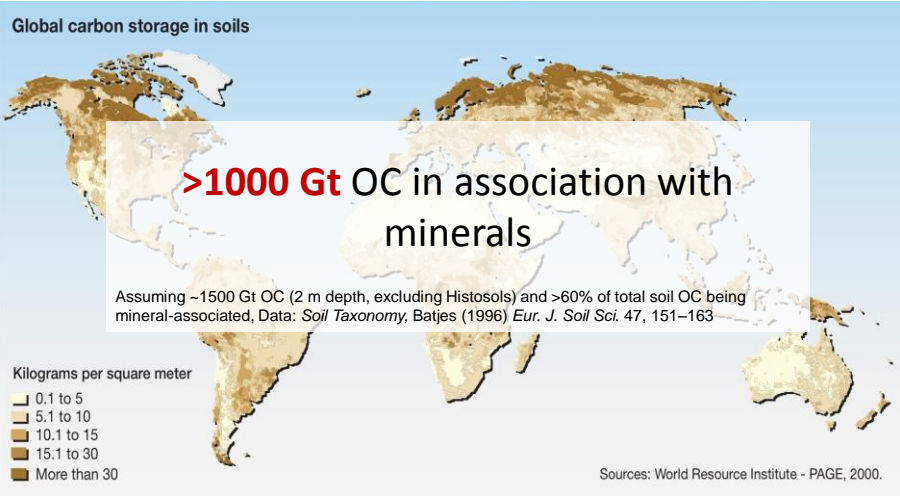 Global carbon storage in soils
>1000 Gt OC in association with
minerals
Assuming ~1500 Gt OC (2 m depth, excluding Histosols) and >60% of total soil OC being
mineral-associated, Data: Soil Taxonomy, Batjes (1996) Eur. J. Soil Sci. 47, 151–163
Kilograms per square meter
0.1 to 5
5.1 to 10
10.1 to 15
15.1 to 30
More than 30
Sources: World Resource Institute - PAGE, 2000.